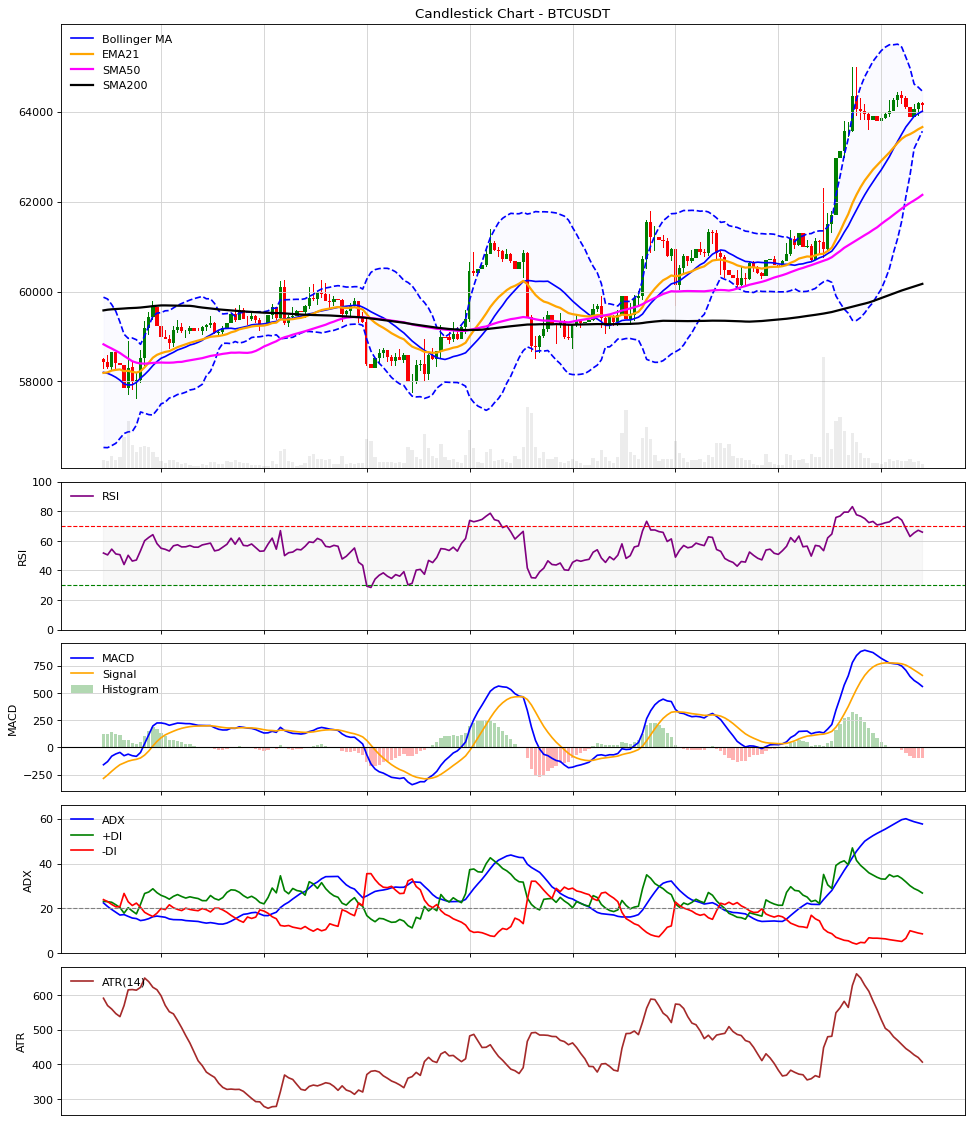 Candlestick Chart - BTCUSDT
Bollinger MA
EMA21
SMA50
SMA200
64000
62000
60000
58000
100
80
60
40
20
0
RSI
RSI
750
500
250
0
−250
MACD
MACD
Signal
Histogram
60
40
20
0
ADX
ADX
+DI
-DI
600
500
400
300
ATR
ATR(14)